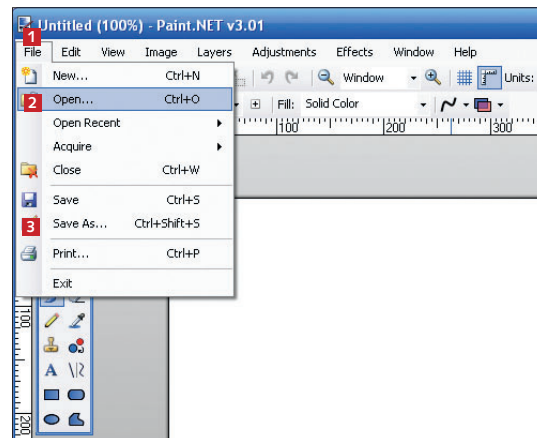 Untitled (100%) - Paint.NET v3.01
1
File Edit View Image Layers Adjustments Effects Window Help
New... Ctrl+N
Window
Units:
2 Open... Ctrl+O
Fill: Solid Color
Open Recent
100 200 300
Acquire
Close Ctrl+W
Save Ctrl+S
3 Save As... Ctrl+Shift+S
Print... Ctrl+P
Exit
100
A
200